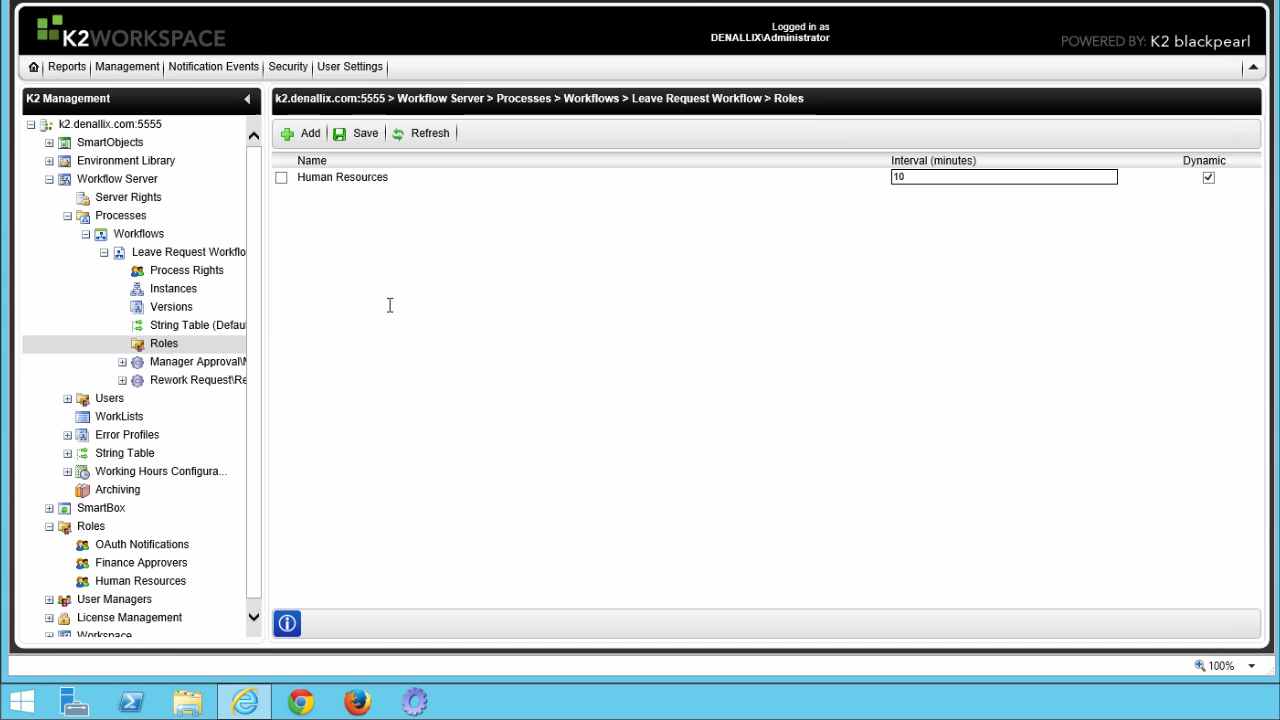 K2WORKSPACE
Logged in as
DENALLIX\Administrator
POWERED BY: K2 blackpearl
Reports Management Notification Events Security User Settings
K2 Management
k2.denallix.com:5555
SmartObjects
Environment Library
Workflow Server
Server Rights
Processes
Workflows
Leave Request Workflo
Process Rights
Instances
Versions
String Table (Defau
Roles
Manager Approval\M
Rework Request\Re
Users
WorkLists
Error Profiles
String Table
Working Hours Configura...
Archiving
SmartBox
Roles
OAuth Notifications
Finance Approvers
Human Resources
User Managers
License Management
Workspace
k2.denallix.com:5555 > Workflow Server > Processes > Workflows > Leave Request Workflow > Roles
Add Save Refresh
Name Interval (minutes) Dynamic
Human Resources 10
100%